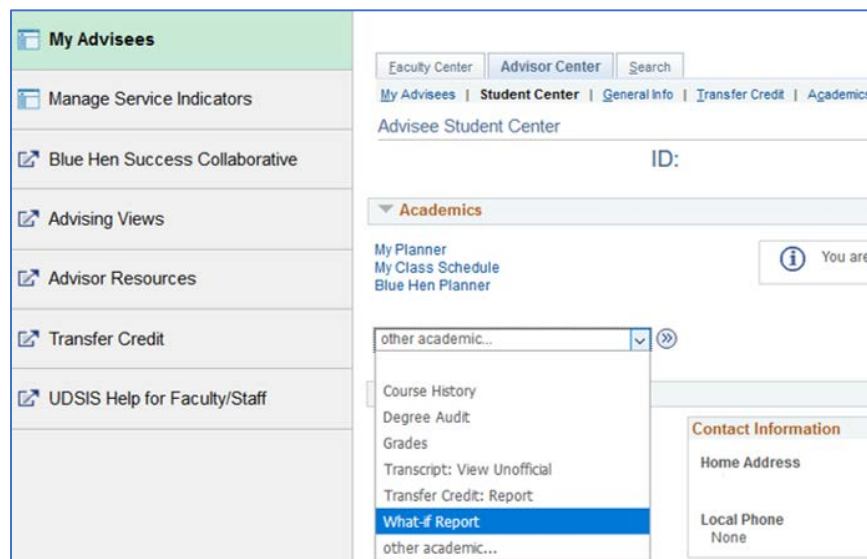 My Advisees
Manage Service Indicators
Blue Hen Success Collaborative
Advising Views
Advisor Resources
Transfer Credit
UDSIS Help for Faculty/Staff
Faculty Center Advisor Center Search
My Advisees | Student Center | General Info | Transfer Credit | Academics
Advisee Student Center
ID:
Academics
My Planner
My Class Schedule
Blue Hen Planner
You are
other academic...
Course History
Degree Audit
Grades
Transcript: View Unofficial
Transfer Credit: Report
What-if Report
other academic...
Contact Information
Home Address
Local Phone
None